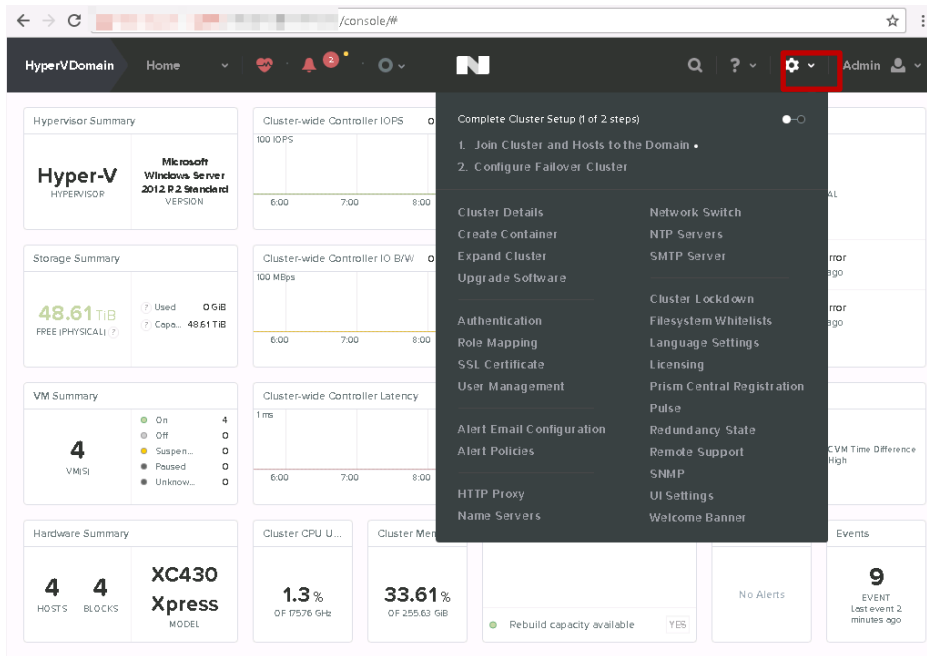 /console/#
HyperVDomain
Home
2
N
?
Admin
Hypervisor Summary
Hyper-V
HYPERVISOR
Microsoft
Windows Server
2012 R2 Standard
VERSION
Cluster-wide Controller IOPS 0
100 IOPS
6:00 7:00 8:00
Storage Summary
48.61 TiB
FREE (PHYSICAL) ?
? Used 0 GiB
? Capa... 48.61 TiB
Cluster-wide Controller IO B/W 0
100 MBps
6:00 7:00 8:00
VM Summary
4
VM(S)
On 4
Off 0
Suspen... 0
Paused 0
Unknow... 0
Cluster-wide Controller Latency
1 ms
6:00 7:00 8:00
Complete Cluster Setup (1 of 2 steps)
1. Join Cluster and Hosts to the Domain •
2. Configure Failover Cluster
Cluster Details
Create Container
Expand Cluster
Upgrade Software
Authentication
Role Mapping
SSL Certificate
User Management
Alert Email Configuration
Alert Policies
HTTP Proxy
Name Servers
Network Switch
NTP Servers
SMTP Server
Cluster Lockdown
Filesystem Whitelists
Language Settings
Licensing
Prism Central Registration
Pulse
Redundancy State
Remote Support
SNMP
UI Settings
Welcome Banner
AL
rror
ago
rror
ago
CVM Time Difference
High
Hardware Summary
4
HOSTS
4
BLOCKS
XC430
Xpress
MODEL
Cluster CPU U...
1.3 %
OF 175.76 GHz
Cluster Mem
33.61 %
OF 255.63 GiB
Rebuild capacity available YES
No Alerts
Events
9
EVENT
Last event 2
minutes ago